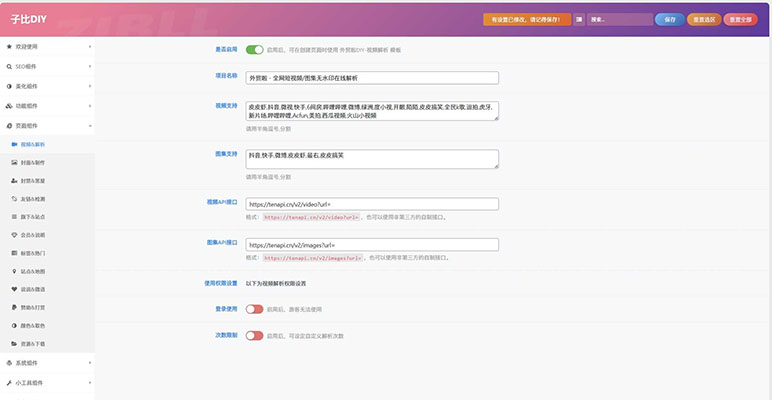 子比DIY
ZIBLL
有设置已修改，请记得保存！
搜索...
保存
重置选区
重置全部
欢迎使用
SEO组件
美化组件
功能组件
页面组件
视频&解析
封面&制作
封禁&黑屋
友链&检测
旗下&站点
会员&说明
标签&热门
站点&地图
说说&微语
赞助&打赏
颜色&取色
资源&下载
系统组件
小工具组件
是否启用
启用后，可在创建页面时使用 外贸啦DIY-视频解析 模板
项目名称
外贸啦 - 全网短视频/图集无水印在线解析
视频支持
皮皮虾,抖音,微视,快手,6间房,哔哩哔哩,微博,绿洲,度小视,开眼,陌陌,皮皮搞笑,全民k歌,逗拍,虎牙,
新片场,哔哩哔哩,Acfun,美拍,西瓜视频,火山小视频
请用半角逗号,分割
图集支持
抖音,快手,微博,皮皮虾,最右,皮皮搞笑
请用半角逗号,分割
视频API接口
https://tenapi.cn/v2/video?url=
格式： https://tenapi.cn/v2/video?url= ，也可以使用非第三方的自制接口。
图集API接口
https://tenapi.cn/v2/images?url=
格式： https://tenapi.cn/v2/images?url= ，也可以使用非第三方的自制接口。
使用权限设置
以下为视频解析权限设置
登录使用
启用后，游客无法使用
次数限制
启用后，可设定自定义解析次数